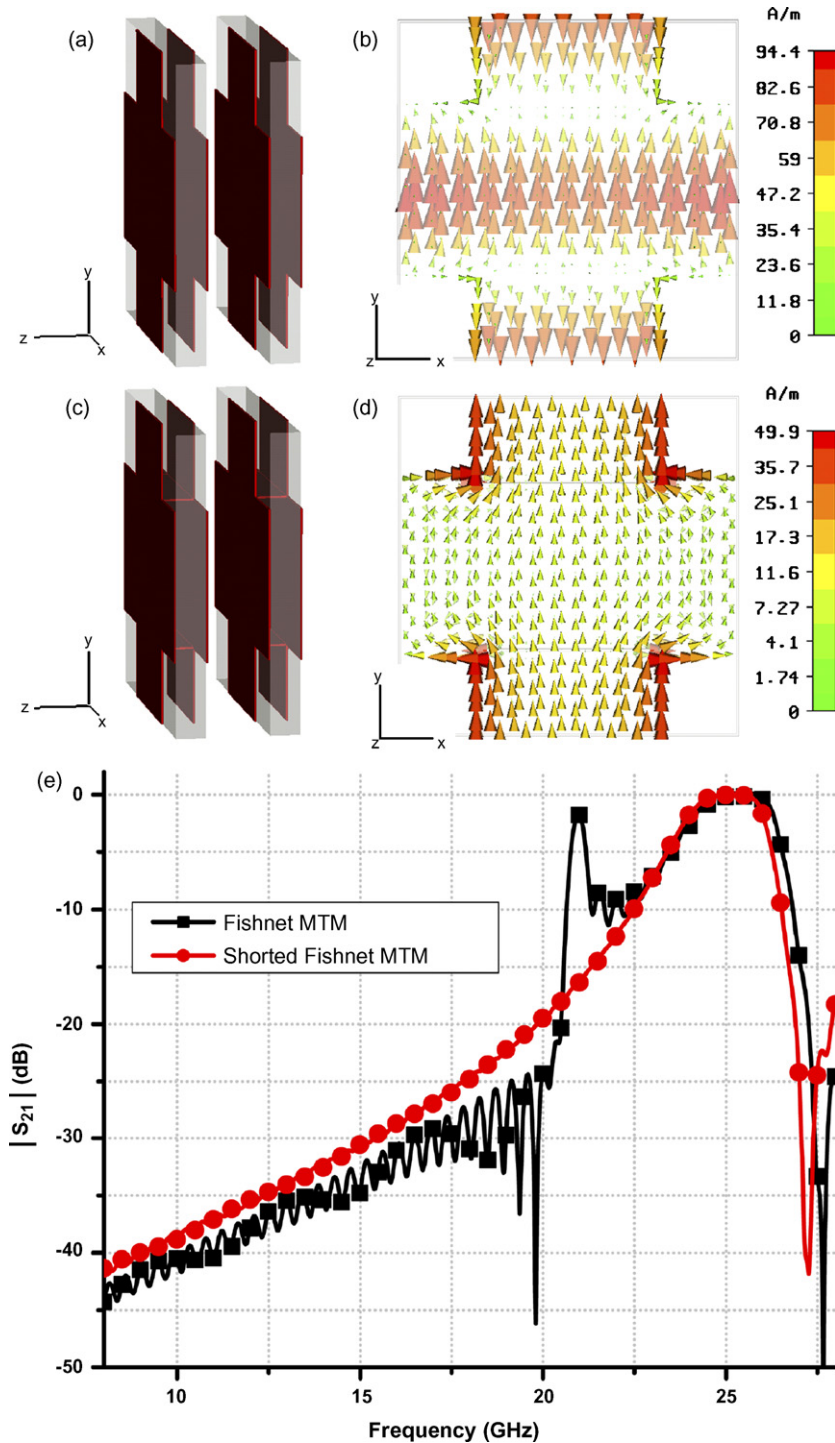 (a)
y
z
x
(b)
y
z
x
A/m
94.4
82.6
70.8
59
47.2
35.4
23.6
11.8
0
(c)
y
z
x
(d)
y
z
x
A/m
49.9
35.7
25.1
17.3
11.6
7.27
4.1
1.74
0
(e)
0
-10
-20
-30
-40
-50
| S21 | (dB)
Fishnet MTM
Shorted Fishnet MTM
10
15
20
25
Frequency (GHz)